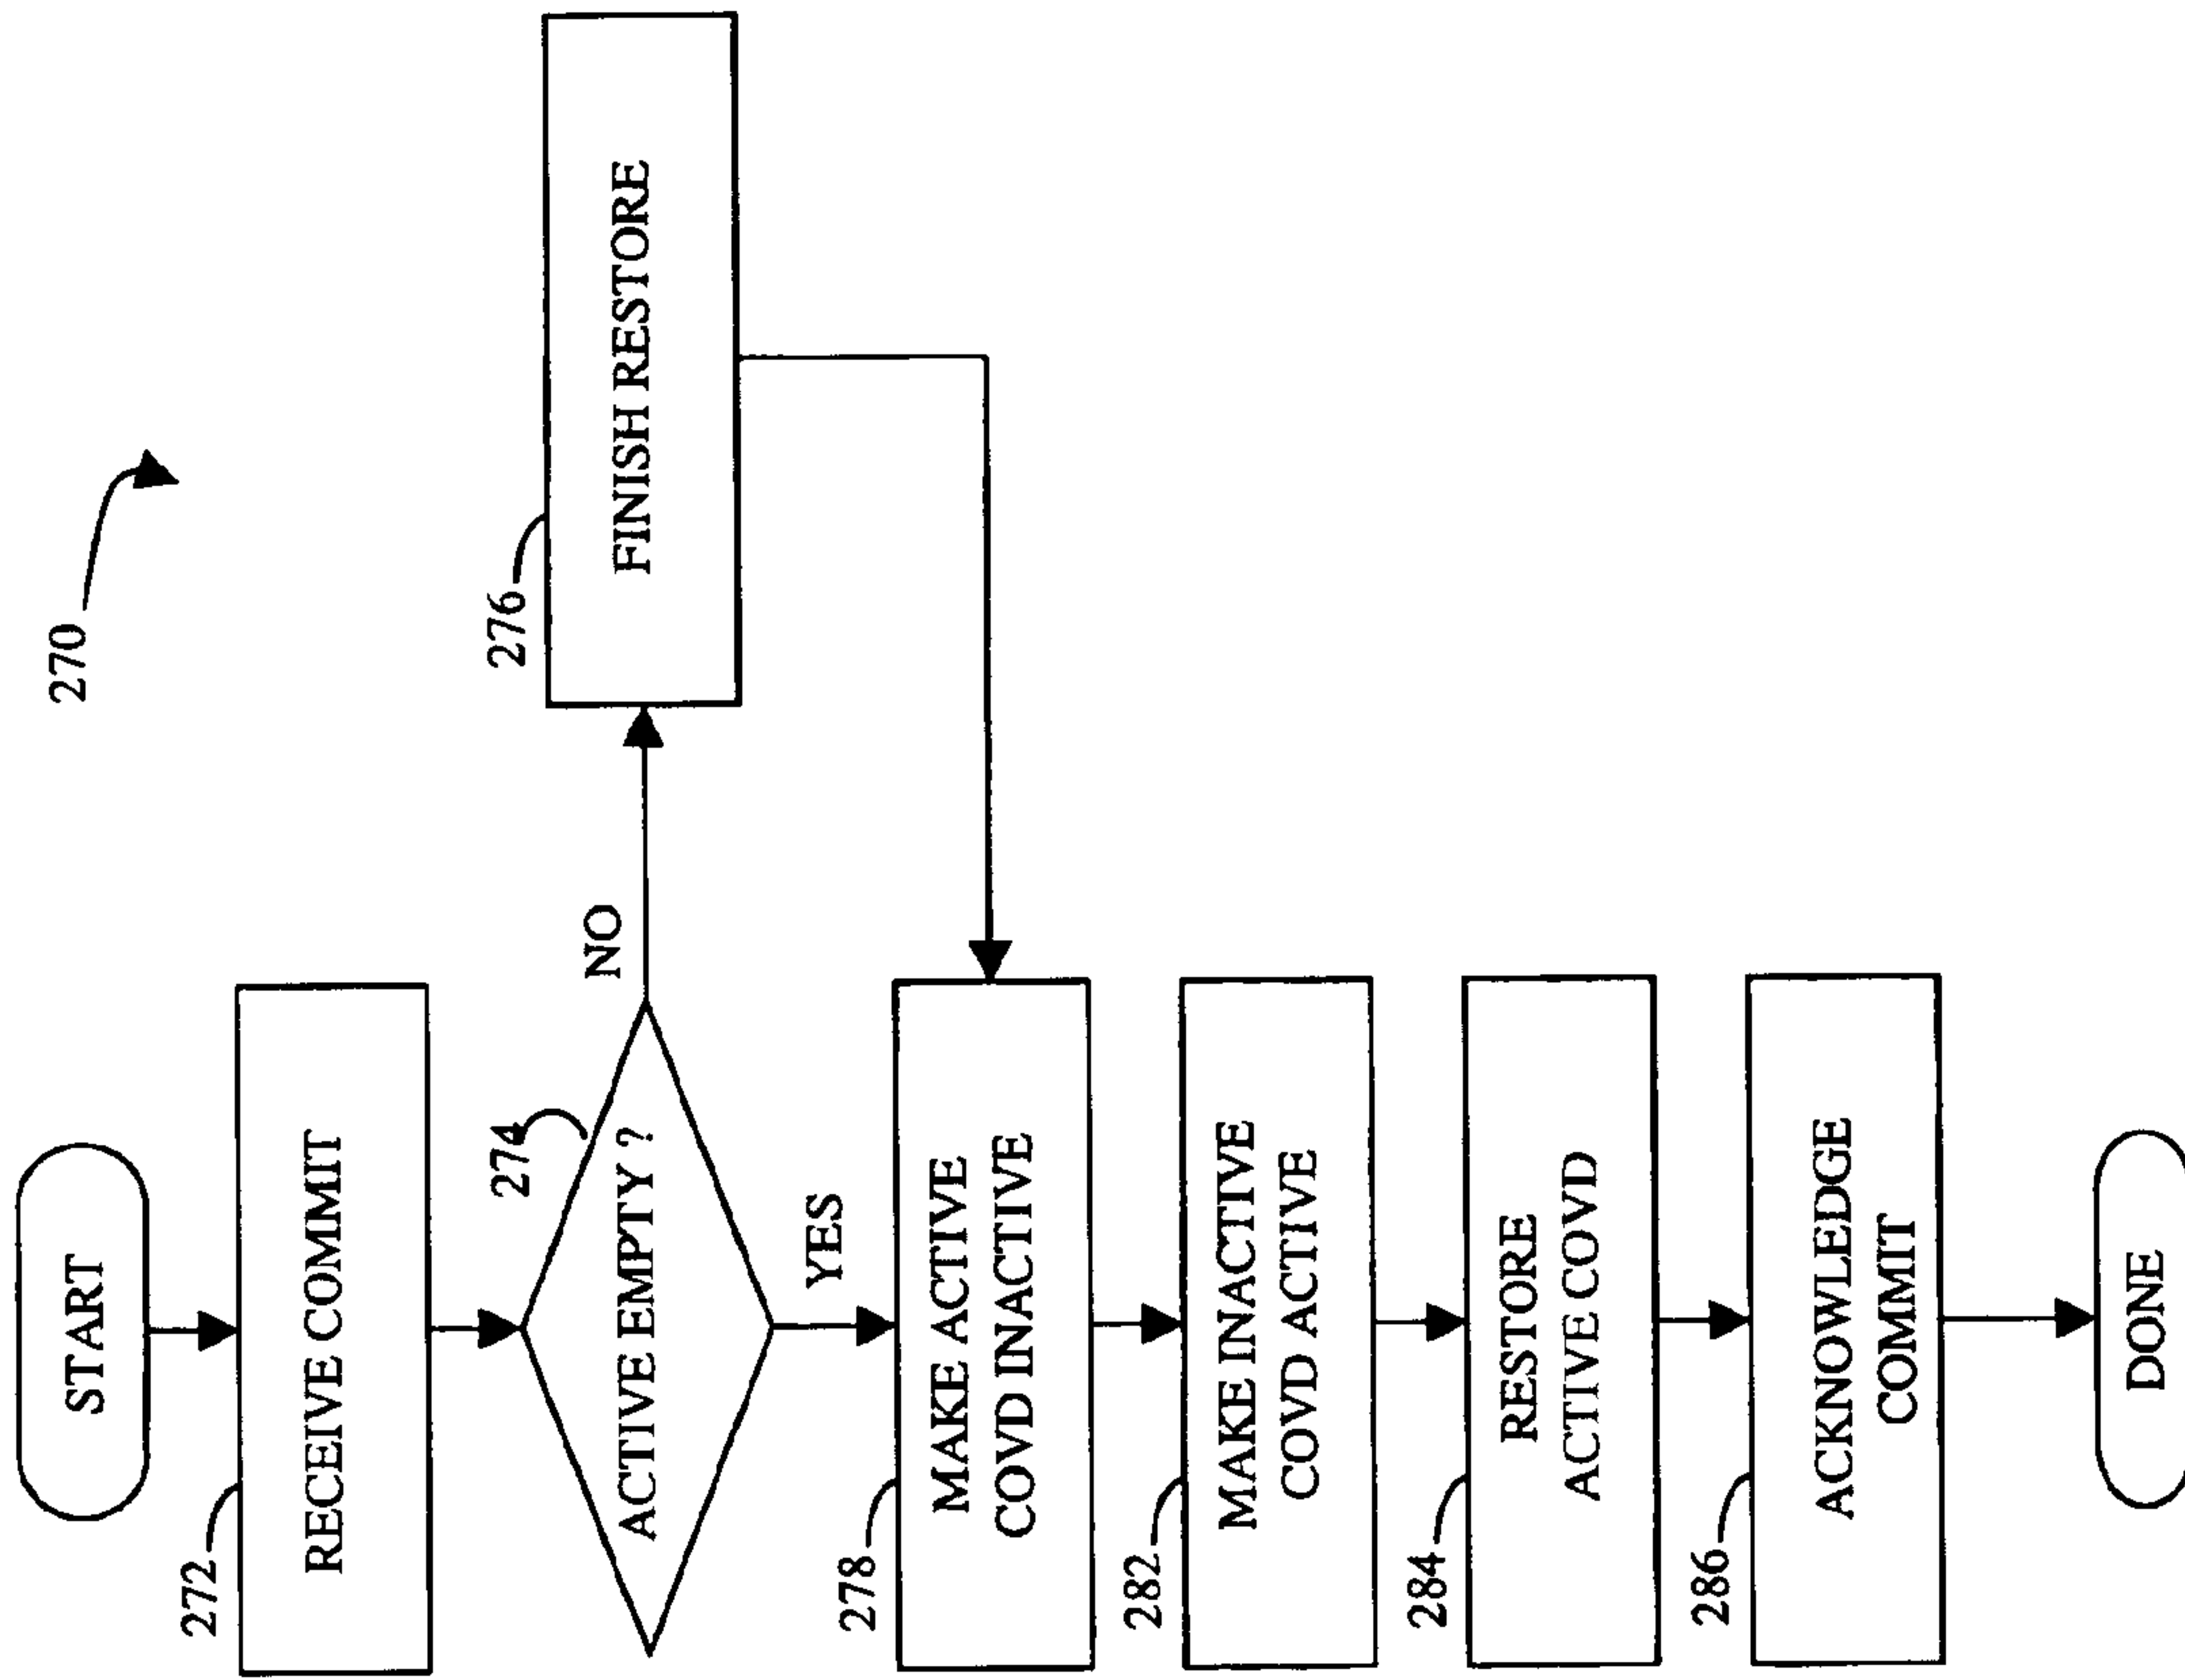 270
START
272
RECEIVE COMMIT
274
ACTIVE EMPTY ?
NO
276
FINISH RESTORE
YES
278
MAKE ACTIVE
COVD INACTIVE
282
MAKE INACTIVE
COVD ACTIVE
284
RESTORE
ACTIVE COVD
286
ACKNOWLEDGE
COMMIT
DONE